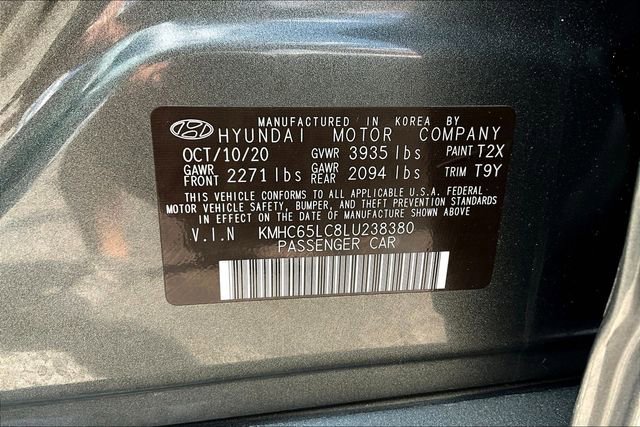 MANUFACTURED IN KOREA BY
HYUNDAI MOTOR COMPANY
OCT/10/20 GVWR 3935 lbs PAINT T2X
GAWR FRONT 2271 lbs GAWR REAR 2094 lbs TRIM T9Y
THIS VEHICLE CONFORMS TO ALL APPLICABLE U.S.A. FEDERAL
MOTOR VEHICLE SAFETY, BUMPER, AND THEFT PREVENTION STANDARDS
IN EFFECT ON THE DATE OF MANUFACTURE SHOWN ABOVE
V.I.N KMHC65LC8LU238380
PASSENGER CAR